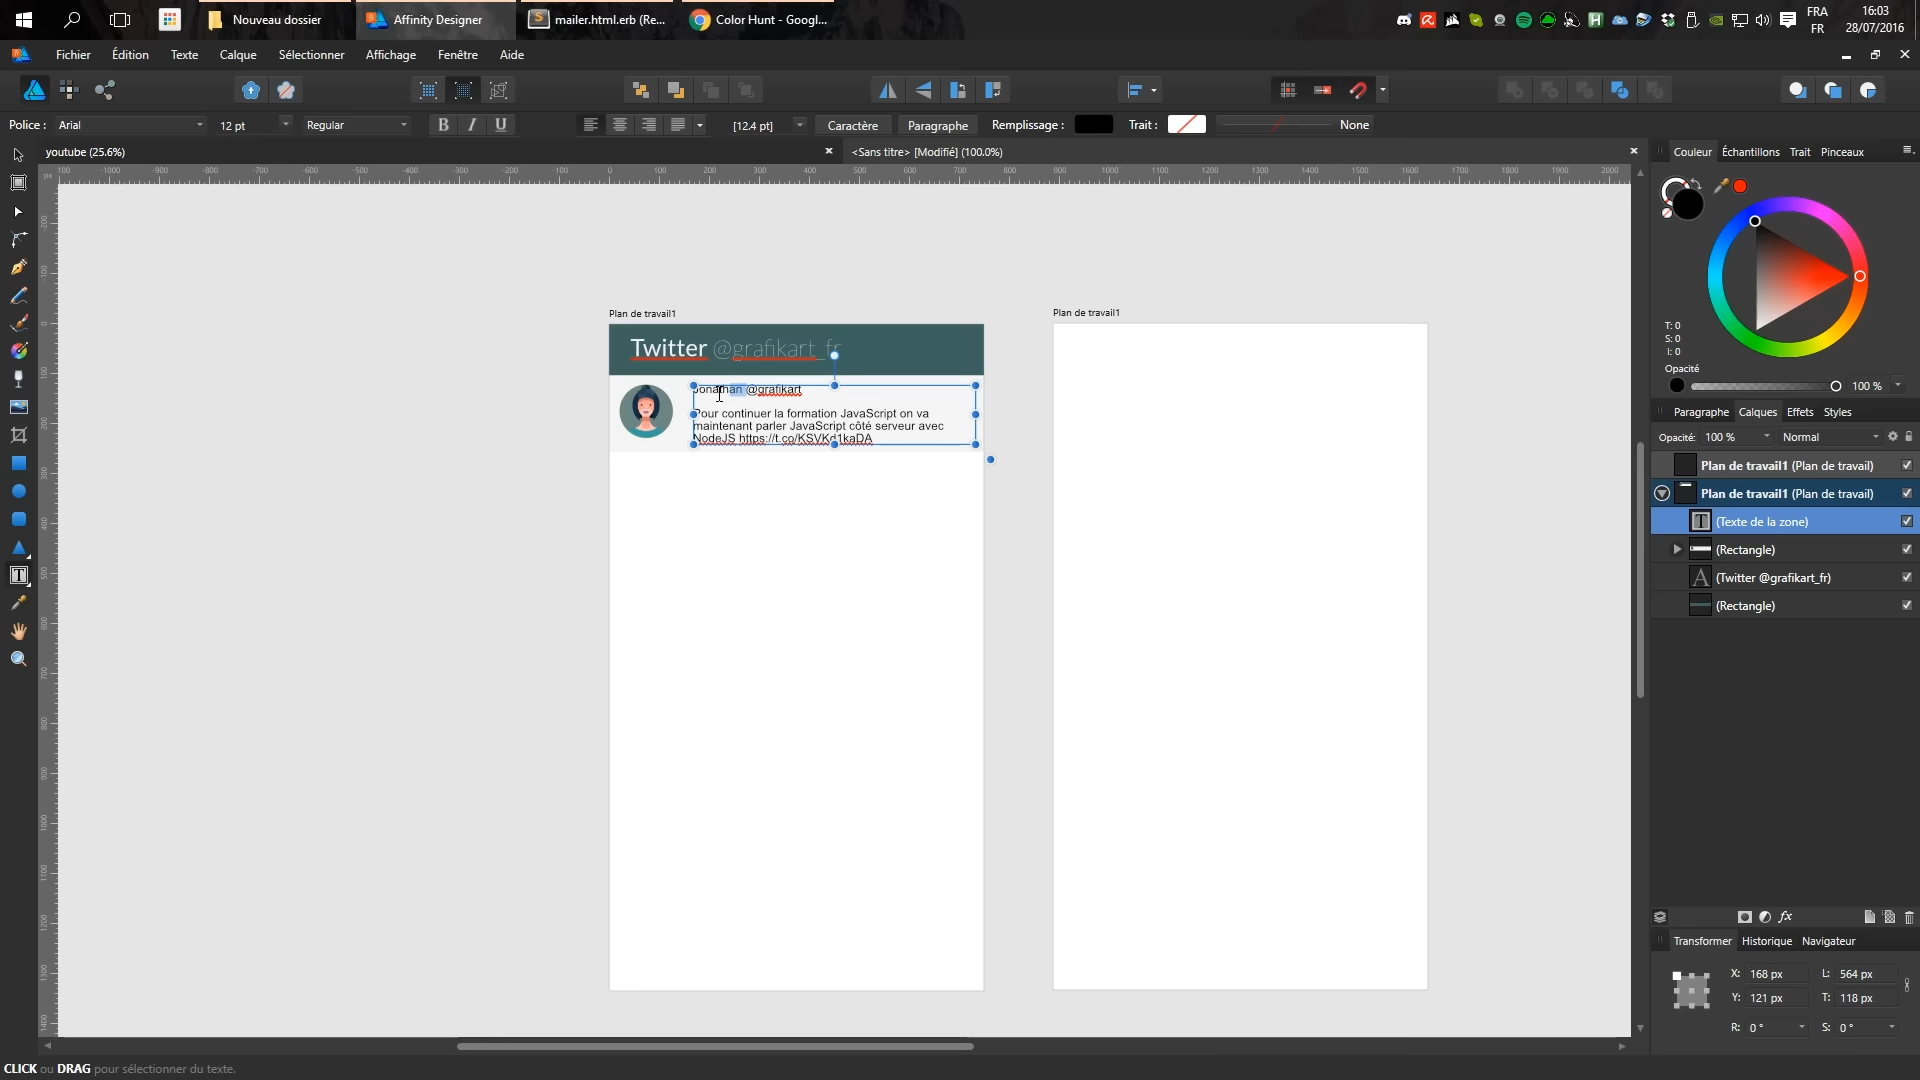 Nouveau dossier
Affinity Designer
mailer.html.erb (Re...
Color Hunt - Googl...
FRA
FR
16:03
28/07/2016
Fichier Édition Texte Calque Sélectionner Affichage Fenêtre Aide
Police : Arial 12 pt Regular B I U [12.4 pt] Caractère Paragraphe Remplissage : Trait : None
youtube (25.6%)
<Sans titre> [Modifié] (100.0%)
Couleur Échantillons Trait Pinceaux
T: 0
S: 0
I: 0
Opacité
100 %
Plan de travail1
Plan de travail1
Twitter @grafikart_fr
Jonathan @grafikart
Pour continuer la formation JavaScript on va
maintenant parler JavaScript côté serveur avec
NodeJS https://t.co/KSVKd1kaDA
Paragraphe Calques Effets Styles
Opacité: 100 % Normal
Plan de travail1 (Plan de travail)
Plan de travail1 (Plan de travail)
(Texte de la zone)
(Rectangle)
(Twitter @grafikart_fr)
(Rectangle)
Transformer Historique Navigateur
X: 168 px L: 564 px
Y: 121 px T: 118 px
R: 0 ° S: 0 °
CLICK ou DRAG pour sélectionner du texte.